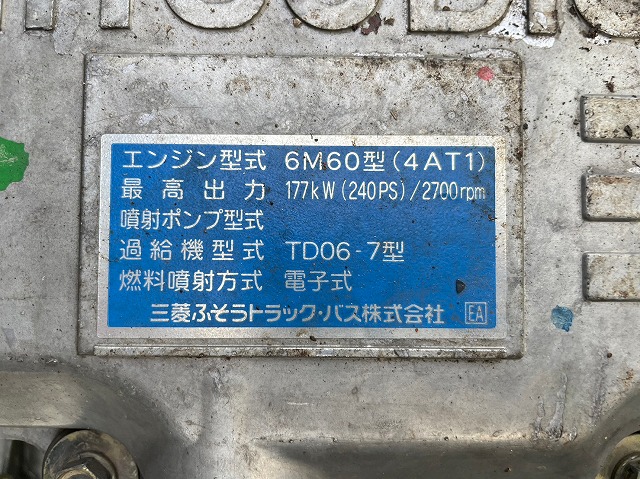 エンジン型式 6M60型(4AT1)
最高出力 177kW(240PS)/2700rpm
噴射ポンプ型式
過給機型式 TD06-7型
燃料噴射方式 電子式
三菱ふそうトラック・バス株式会社 EA